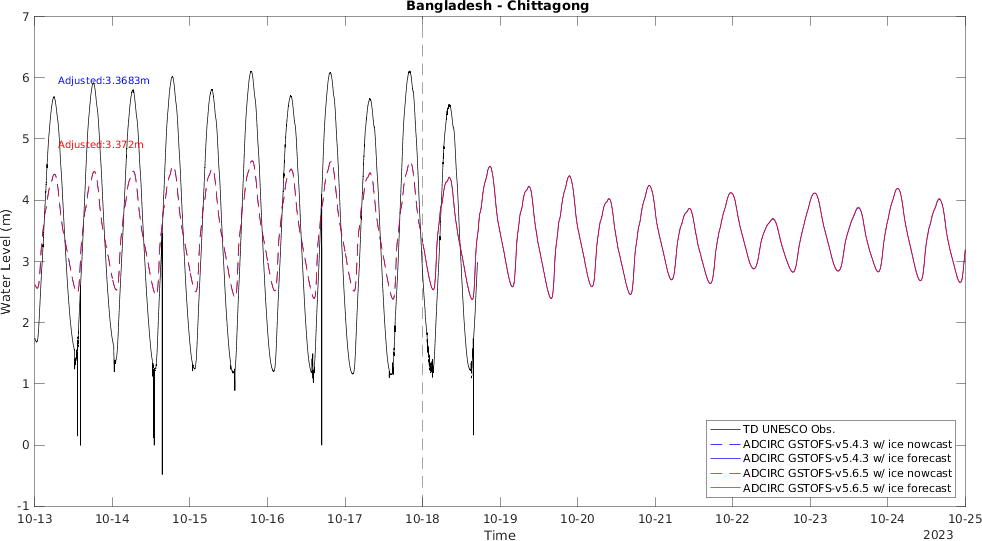 Bangladesh - Chittagong
7
6
5
4
3
2
1
0
-1
Water Level (m)
Adjusted:3.3683m
Adjusted:3.372m
TD UNESCO Obs.
ADCIRC GSTOFS-v5.4.3 w/ ice nowcast
ADCIRC GSTOFS-v5.4.3 w/ ice forecast
ADCIRC GSTOFS-v5.6.5 w/ ice nowcast
ADCIRC GSTOFS-v5.6.5 w/ ice forecast
10-13 10-14 10-15 10-16 10-17 10-18 10-19 10-20 10-21 10-22 10-23 10-24 10-25
Time
2023